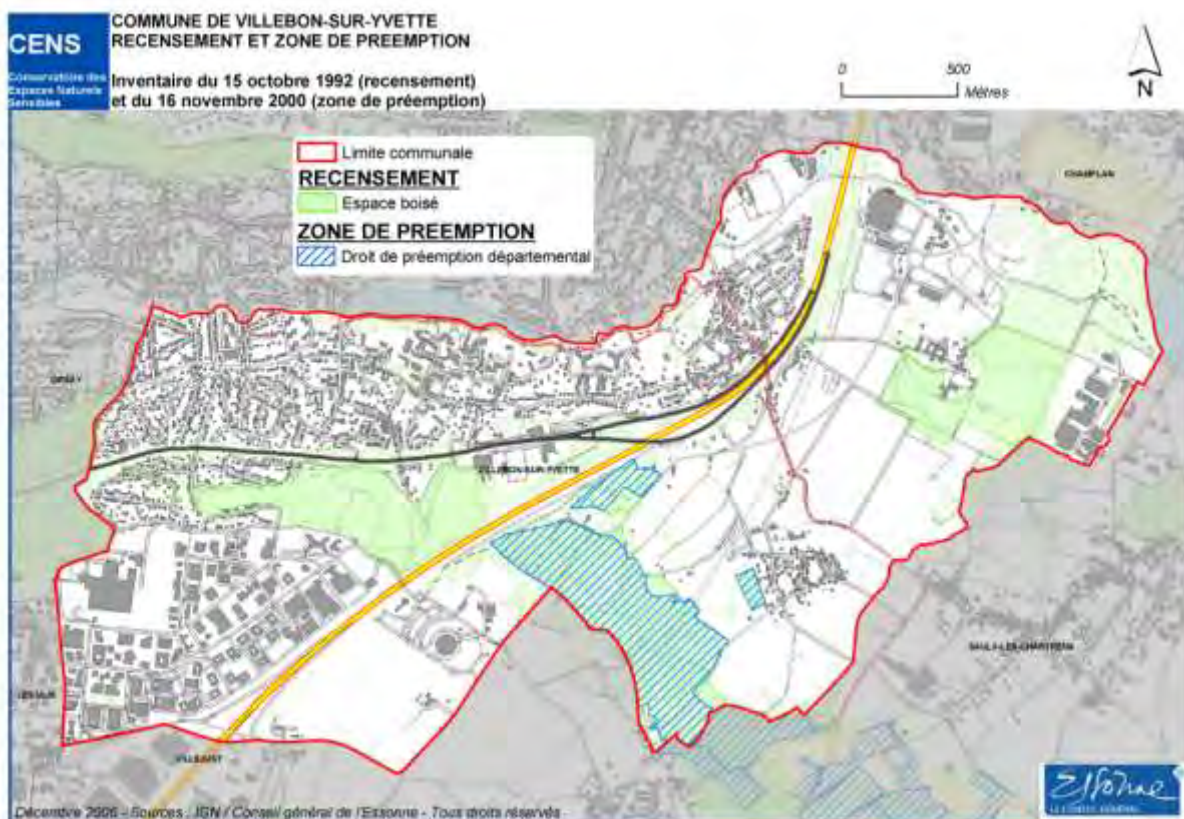 CENS
Conservatoire des
Espaces Naturels
Sensibles
COMMUNE DE VILLEBON-SUR-YVETTE
RECENSEMENT ET ZONE DE PREEMPTION
Inventaire du 15 octobre 1992 (recensement)
et du 16 novembre 2000 (zone de préemption)
0 500
Mètres
N
Limite communale
RECENSEMENT
Espace boisé
ZONE DE PREEMPTION
Droit de préemption départemental
CHAMPLAN
ORSAY
VILLEBON-SUR-YVETTE
SAULX-LES-CHARTREUX
LES ULIS
VILLEJUST
Décembre 2006 - Sources : IGN / Conseil général de l'Essonne - Tous droits réservés
Essonne
LE CONSEIL GÉNÉRAL